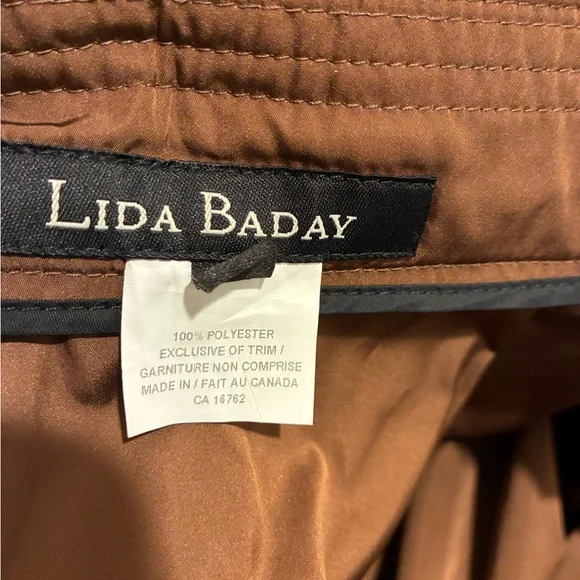 LIDA BADAY
100% POLYESTER
EXCLUSIVE OF TRIM /
GARNITURE NON COMPRISE
MADE IN / FAIT AU CANADA
CA 16762